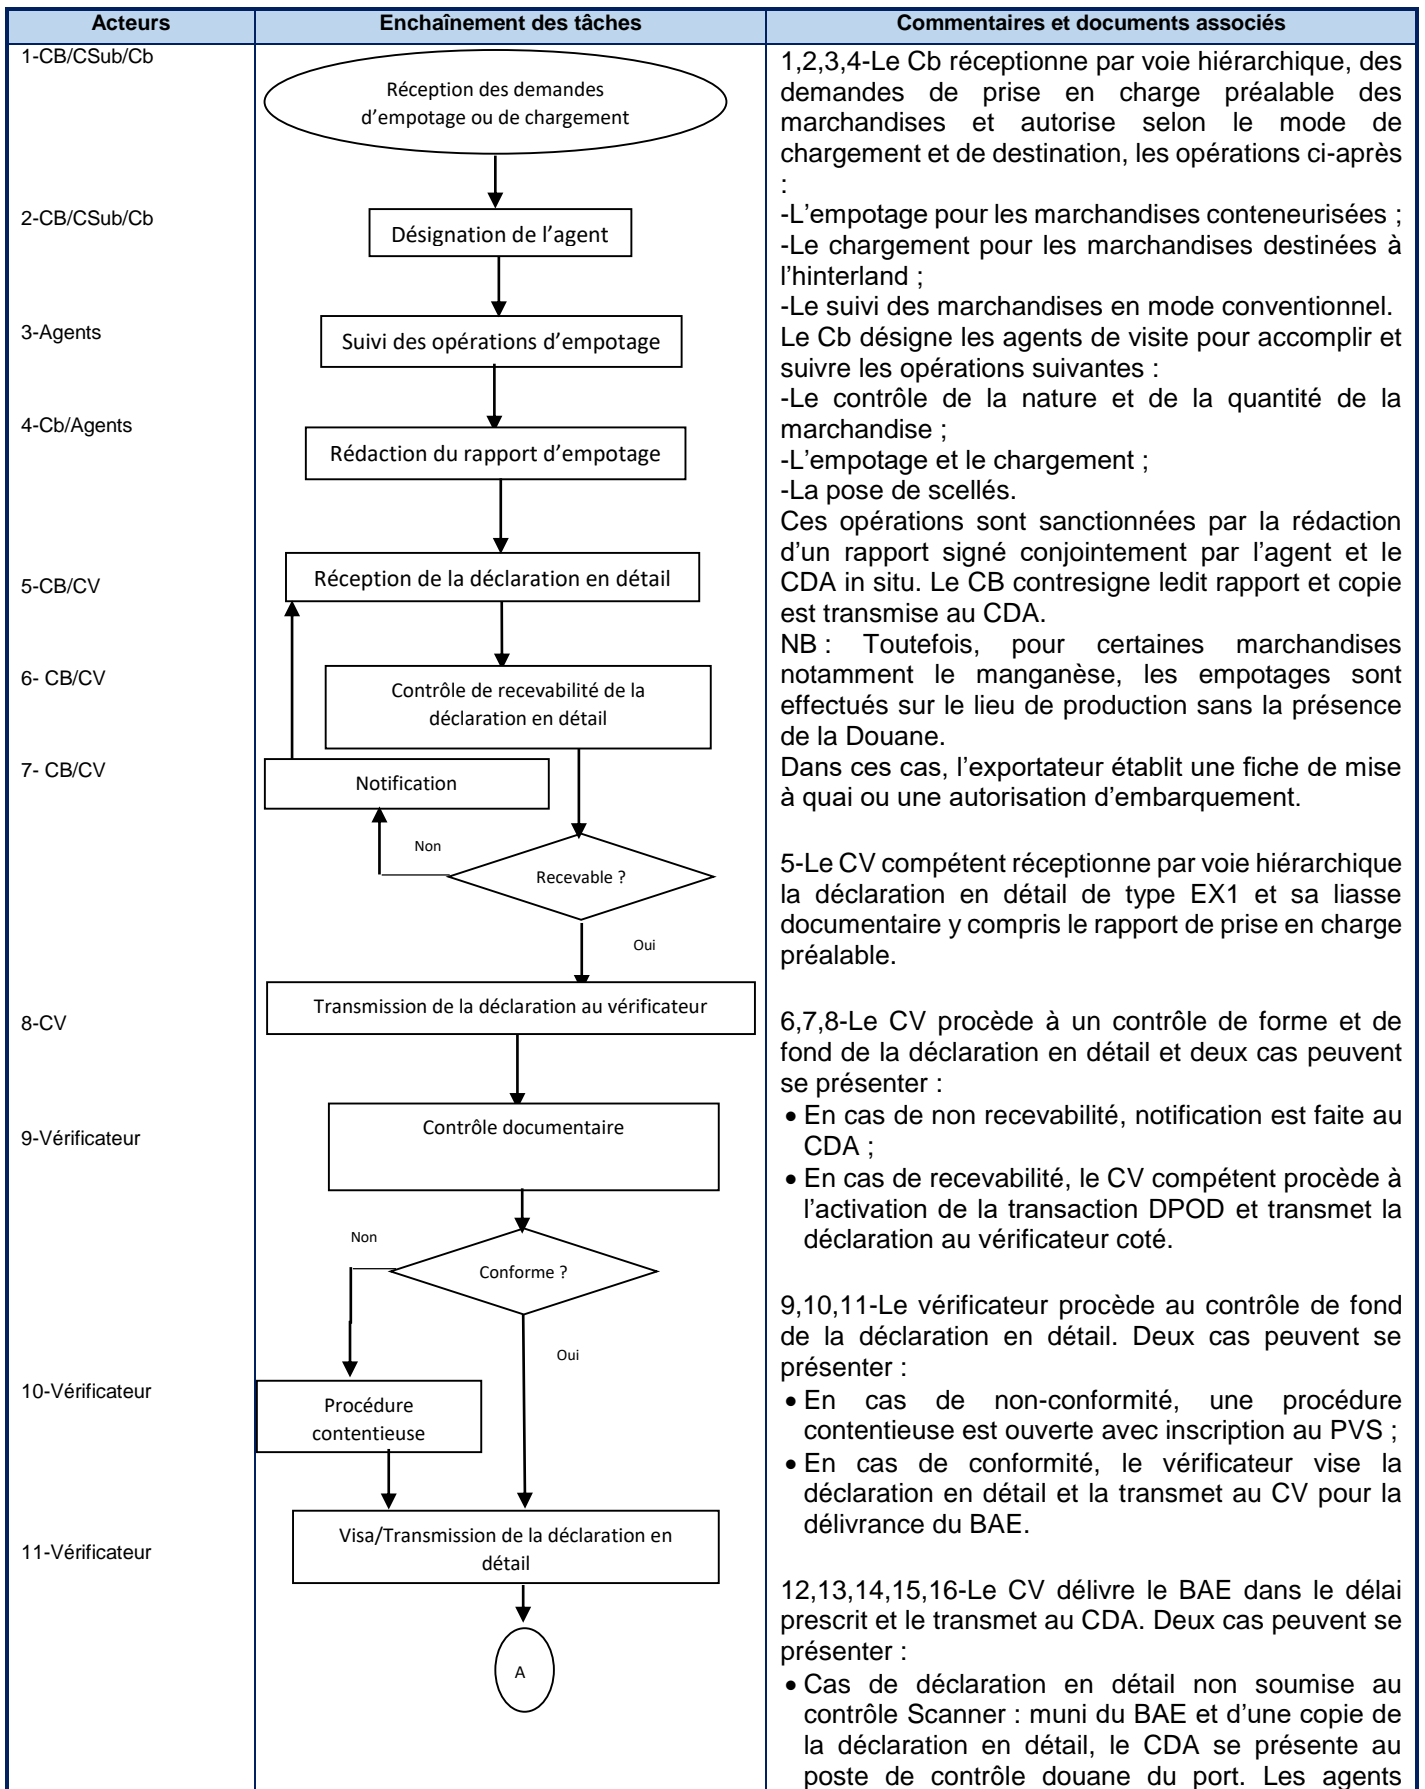 Acteurs
Enchaînement des tâches
Commentaires et documents associés
1-CB/CSub/Cb
2-CB/CSub/Cb
3-Agents
4-Cb/Agents
5-CB/CV
6- CB/CV
7- CB/CV
8-CV
9-Vérificateur
10-Vérificateur
11-Vérificateur
Réception des demandes
d'empotage ou de chargement
Désignation de l'agent
Suivi des opérations d'empotage
Rédaction du rapport d'empotage
Réception de la déclaration en détail
Contrôle de recevabilité de la
déclaration en détail
Notification
Non
Recevable ?
Oui
Transmission de la déclaration au vérificateur
Contrôle documentaire
Non
Conforme ?
Oui
Procédure
contentieuse
Visa/Transmission de la déclaration en
détail
A
1,2,3,4-Le Cb réceptionne par voie hiérarchique, des
demandes de prise en charge préalable des
marchandises et autorise selon le mode de
chargement et de destination, les opérations ci-après
:
-L'empotage pour les marchandises conteneurisées ;
-Le chargement pour les marchandises destinées à
l'hinterland ;
-Le suivi des marchandises en mode conventionnel.
Le Cb désigne les agents de visite pour accomplir et
suivre les opérations suivantes :
-Le contrôle de la nature et de la quantité de la
marchandise ;
-L'empotage et le chargement ;
-La pose de scellés.
Ces opérations sont sanctionnées par la rédaction
d'un rapport signé conjointement par l'agent et le
CDA in situ. Le CB contresigne ledit rapport et copie
est transmise au CDA.
NB : Toutefois, pour certaines marchandises
notamment le manganèse, les empotages sont
effectués sur le lieu de production sans la présence
de la Douane.
Dans ces cas, l'exportateur établit une fiche de mise
à quai ou une autorisation d'embarquement.
5-Le CV compétent réceptionne par voie hiérarchique
la déclaration en détail de type EX1 et sa liasse
documentaire y compris le rapport de prise en charge
préalable.
6,7,8-Le CV procède à un contrôle de forme et de
fond de la déclaration en détail et deux cas peuvent
se présenter :
• En cas de non recevabilité, notification est faite au
CDA ;
• En cas de recevabilité, le CV compétent procède à
l'activation de la transaction DPOD et transmet la
déclaration au vérificateur coté.
9,10,11-Le vérificateur procède au contrôle de fond
de la déclaration en détail. Deux cas peuvent se
présenter :
• En cas de non-conformité, une procédure
contentieuse est ouverte avec inscription au PVS ;
• En cas de conformité, le vérificateur vise la
déclaration en détail et la transmet au CV pour la
délivrance du BAE.
12,13,14,15,16-Le CV délivre le BAE dans le délai
prescrit et le transmet au CDA. Deux cas peuvent se
présenter :
• Cas de déclaration en détail non soumise au
contrôle Scanner : muni du BAE et d'une copie de
la déclaration en détail, le CDA se présente au
poste de contrôle douane du port. Les agents